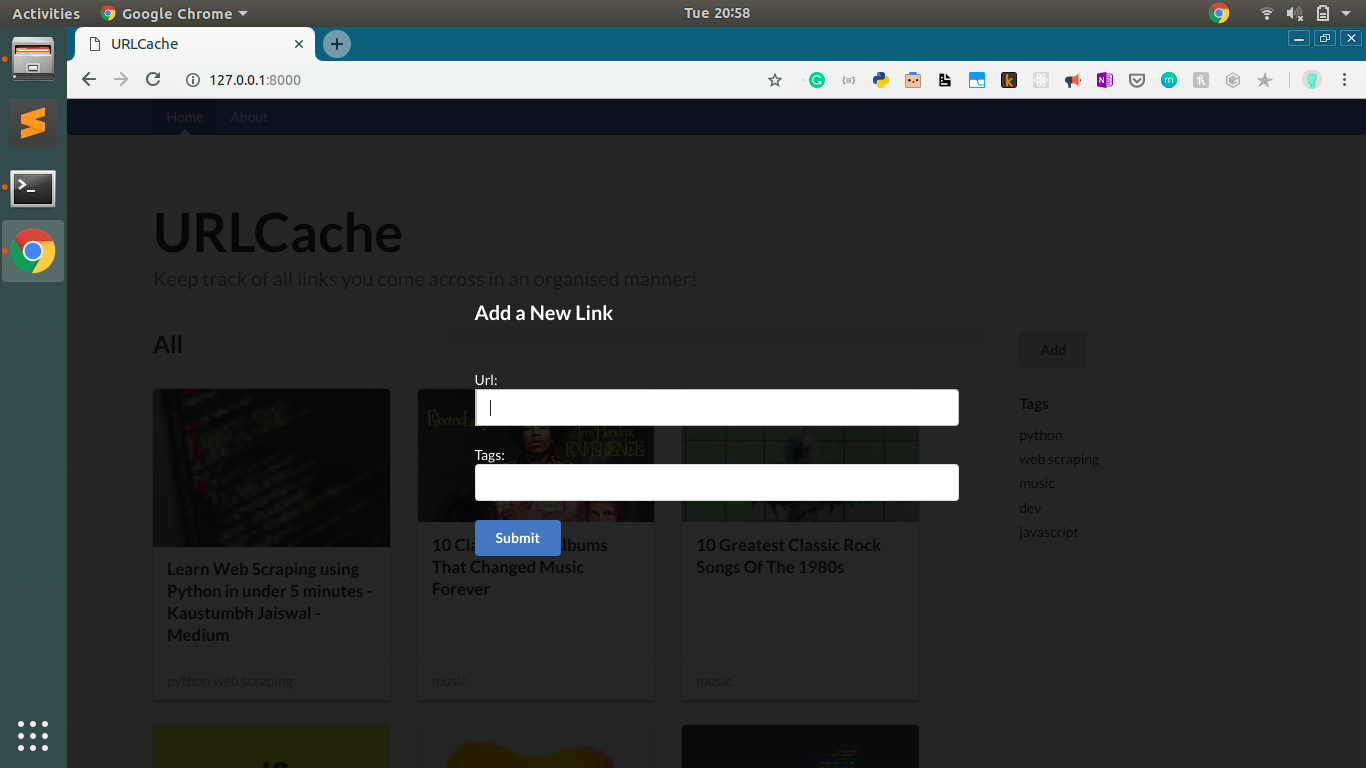 Activities
Google Chrome
Tue 20:58
URLCache
127.0.0.1:8000
Home
About
URLCache
Keep track of all links you come across in an organised manner!
Add a New Link
All
Add
Url:
Tags
python
Tags:
web scraping
music
dev
javascript
Submit
10 Cla
lbums
That Changed Music
Forever
10 Greatest Classic Rock
Songs Of The 1980s
Learn Web Scraping using
Python in under 5 minutes -
Kaustumbh Jaiswal -
Medium
python web scraping
music
music